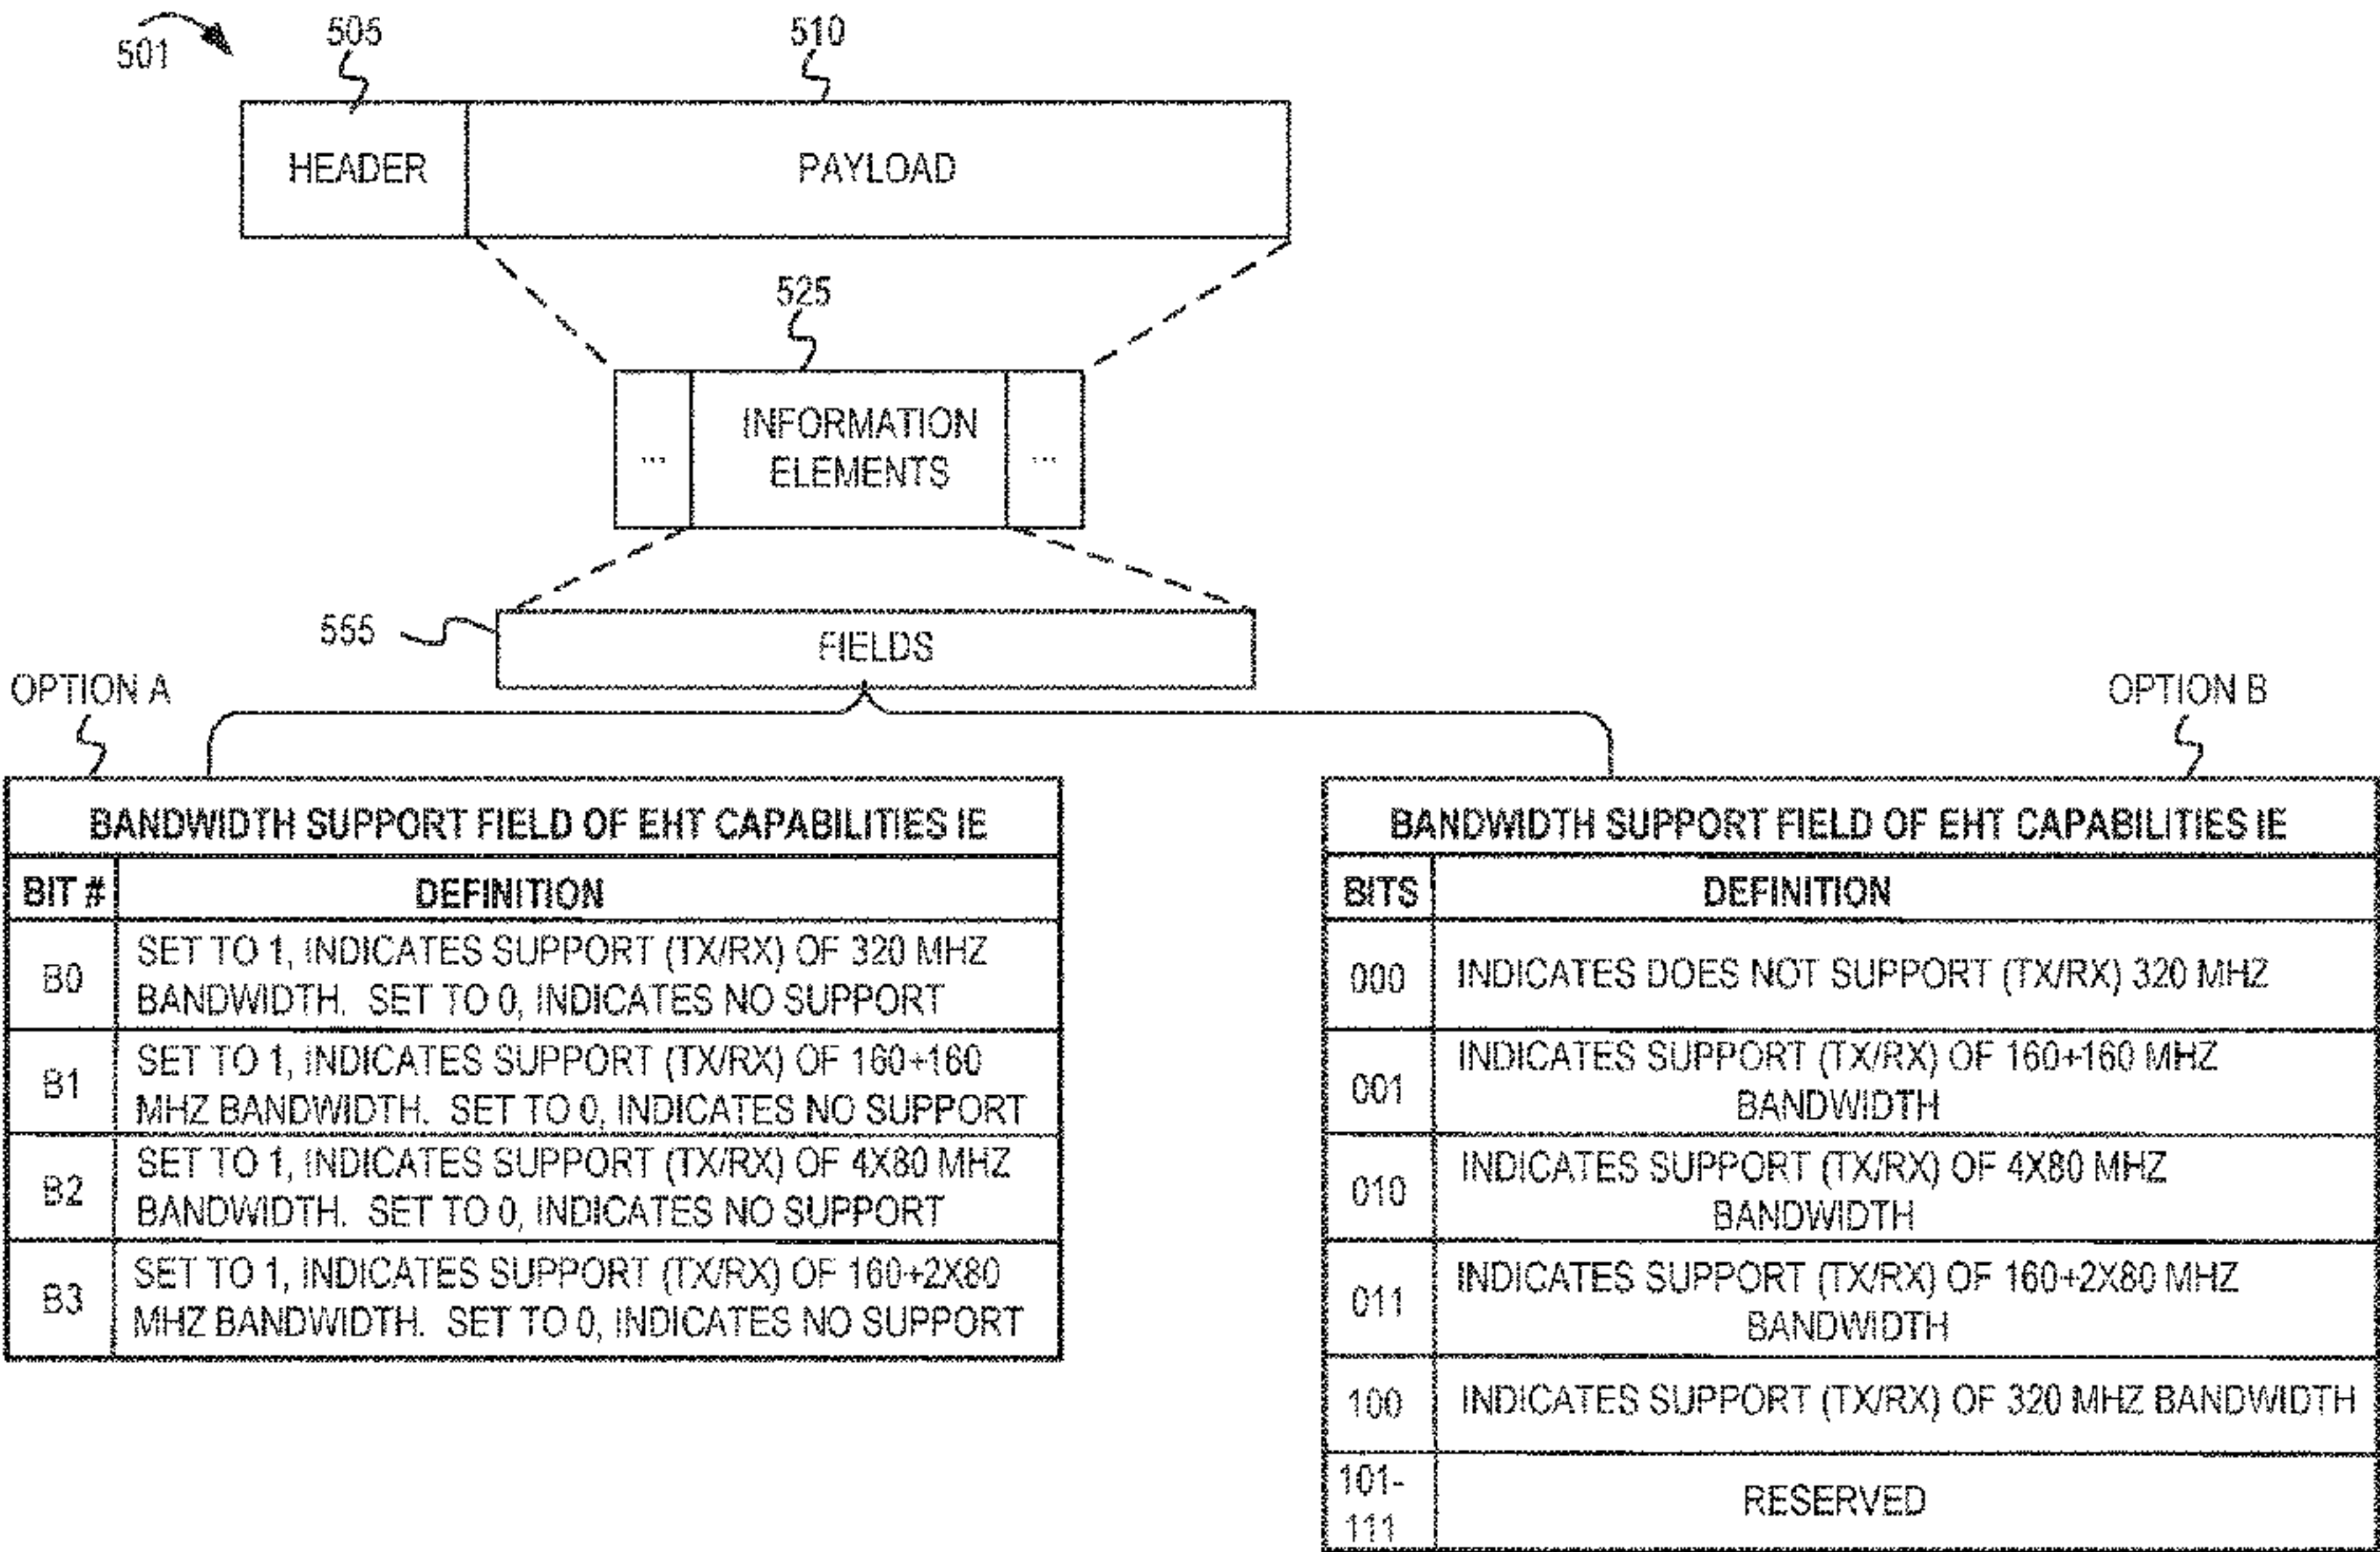 501
505
510
HEADER
PAYLOAD
525
...
INFORMATION
ELEMENTS
...
555
FIELDS
OPTION A
BANDWIDTH SUPPORT FIELD OF EHT CAPABILITIES IE
BIT #
DEFINITION
B0
SET TO 1, INDICATES SUPPORT (TX/RX) OF 320 MHZ
BANDWIDTH. SET TO 0, INDICATES NO SUPPORT
B1
SET TO 1, INDICATES SUPPORT (TX/RX) OF 160+160
MHZ BANDWIDTH. SET TO 0, INDICATES NO SUPPORT
B2
SET TO 1, INDICATES SUPPORT (TX/RX) OF 4X80 MHZ
BANDWIDTH. SET TO 0, INDICATES NO SUPPORT
B3
SET TO 1, INDICATES SUPPORT (TX/RX) OF 160+2X80
MHZ BANDWIDTH. SET TO 0, INDICATES NO SUPPORT
OPTION B
BANDWIDTH SUPPORT FIELD OF EHT CAPABILITIES IE
BITS
DEFINITION
000
INDICATES DOES NOT SUPPORT (TX/RX) 320 MHZ
001
INDICATES SUPPORT (TX/RX) OF 160+160 MHZ
BANDWIDTH
010
INDICATES SUPPORT (TX/RX) OF 4X80 MHZ
BANDWIDTH
011
INDICATES SUPPORT (TX/RX) OF 160+2X80 MHZ
BANDWIDTH
100
INDICATES SUPPORT (TX/RX) OF 320 MHZ BANDWIDTH
101-
111
RESERVED